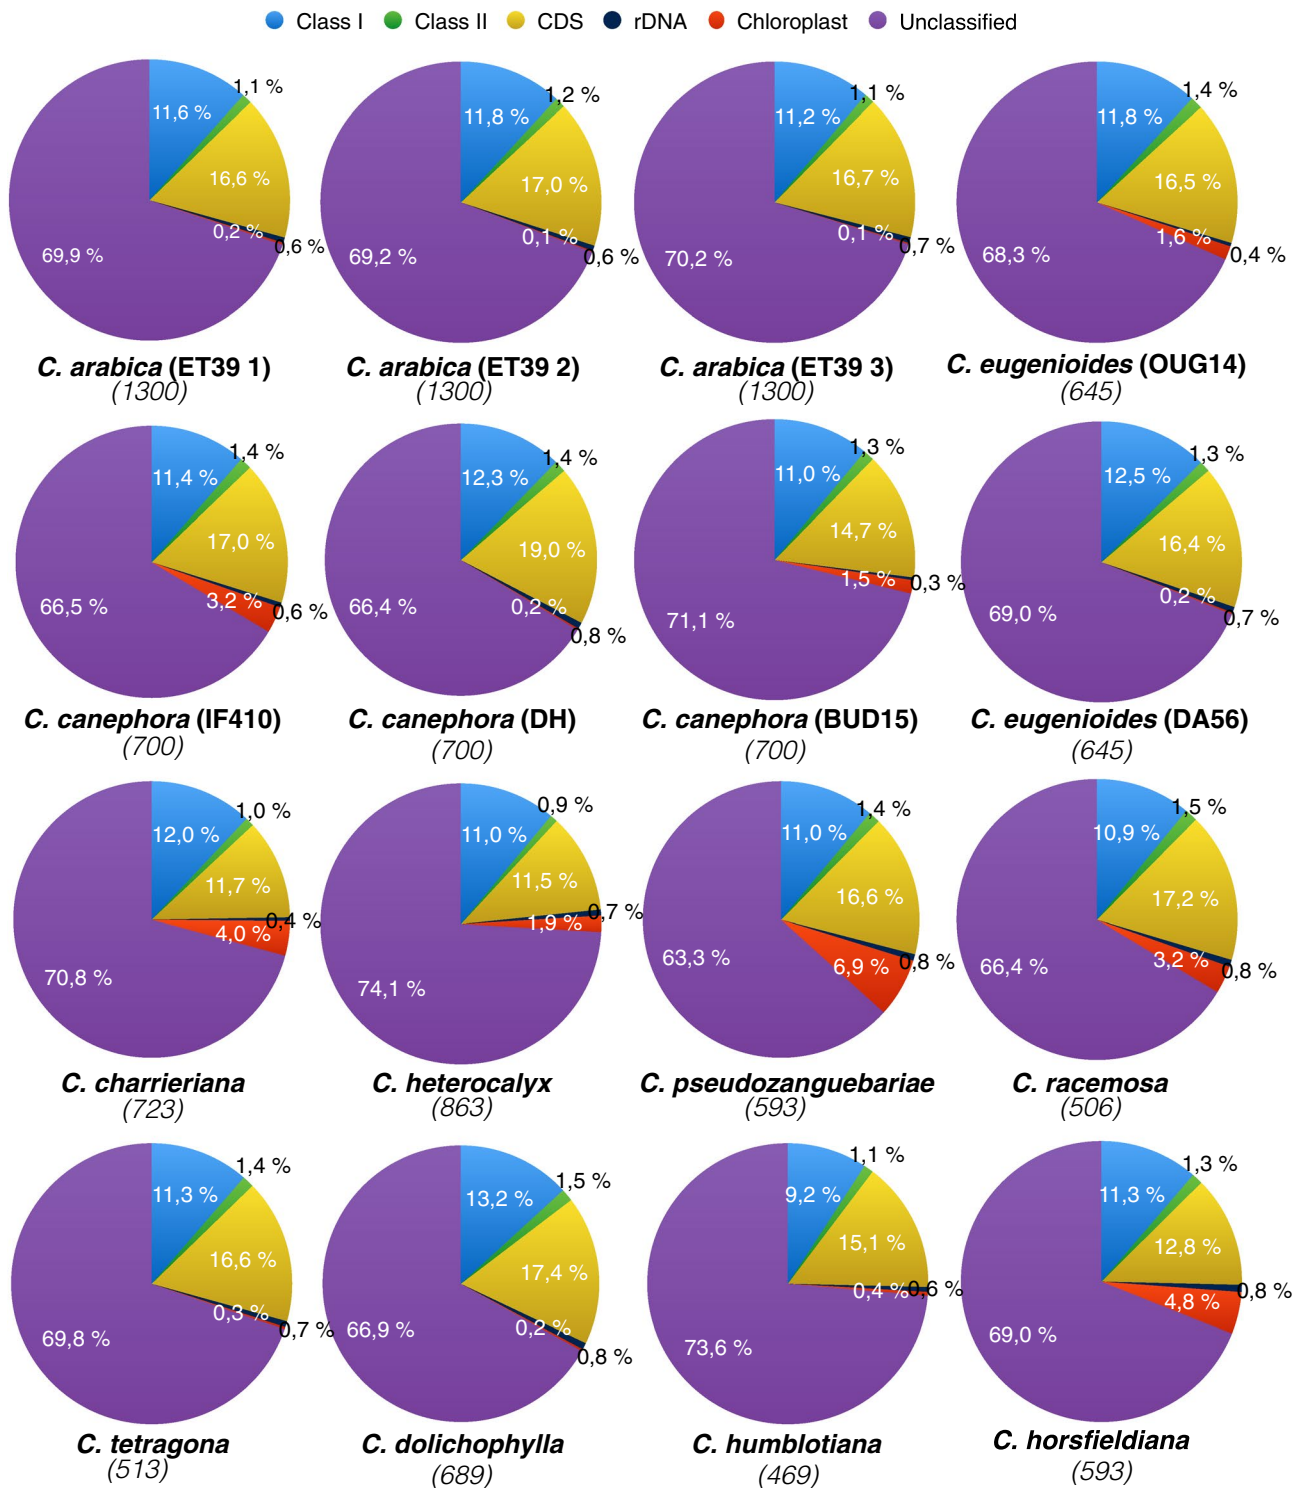 Class I Class II CDS rDNA Chloroplast Unclassified
11,6 % 1,1 % 16,6 % 0,2 % 0,6 % 69,9 %
C. arabica (ET39 1)
(1300)
11,8 % 1,2 % 17,0 % 0,1 % 0,6 % 69,2 %
C. arabica (ET39 2)
(1300)
11,2 % 1,1 % 16,7 % 0,1 % 0,7 % 70,2 %
C. arabica (ET39 3)
(1300)
11,8 % 1,4 % 16,5 % 1,6 % 0,4 % 68,3 %
C. eugenioides (OUG14)
(645)
11,4 % 1,4 % 17,0 % 3,2 % 0,6 % 66,5 %
C. canephora (IF410)
(700)
12,3 % 1,4 % 19,0 % 0,2 % 0,8 % 66,4 %
C. canephora (DH)
(700)
11,0 % 1,3 % 14,7 % 1,5 % 0,3 % 71,1 %
C. canephora (BUD15)
(700)
12,5 % 1,3 % 16,4 % 0,2 % 0,7 % 69,0 %
C. eugenioides (DA56)
(645)
12,0 % 1,0 % 11,7 % 0,4 % 4,0 % 70,8 %
C. charrieriana
(723)
11,0 % 0,9 % 11,5 % 0,7 % 1,9 % 74,1 %
C. heterocalyx
(863)
11,0 % 1,4 % 16,6 % 0,8 % 6,9 % 63,3 %
C. pseudozanguebariae
(593)
10,9 % 1,5 % 17,2 % 3,2 % 0,8 % 66,4 %
C. racemosa
(506)
11,3 % 1,4 % 16,6 % 0,3 % 0,7 % 69,8 %
C. tetragona
(513)
13,2 % 1,5 % 17,4 % 0,2 % 0,8 % 66,9 %
C. dolichophylla
(689)
9,2 % 1,1 % 15,1 % 0,4 % 0,6 % 73,6 %
C. humblotiana
(469)
11,3 % 1,3 % 12,8 % 0,8 % 4,8 % 69,0 %
C. horsfieldiana
(593)